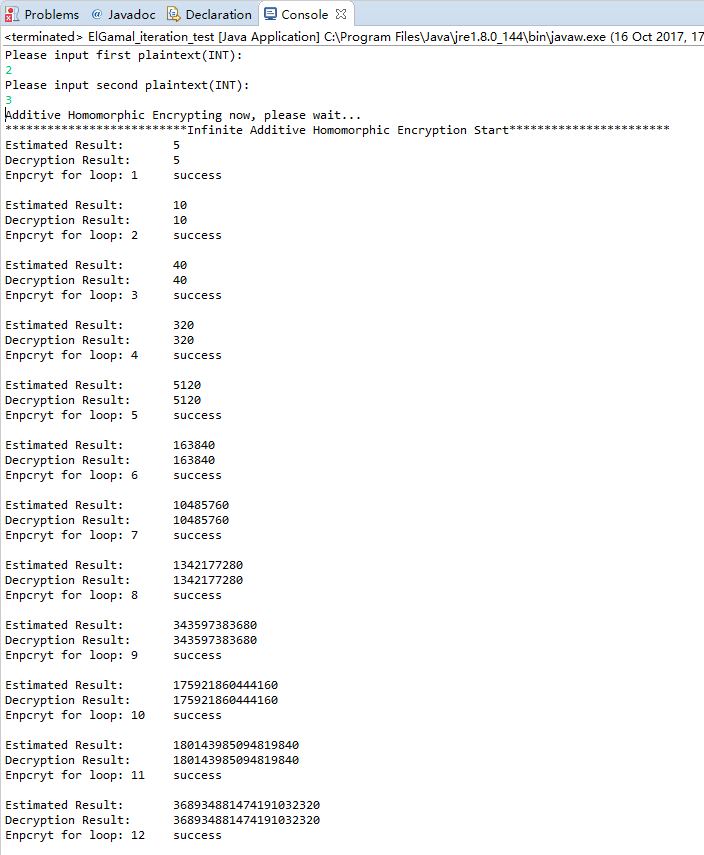 Problems @ Javadoc Declaration Console
<terminated> ElGamal_iteration_test [Java Application] C:\Program Files\Java\jre1.8.0_144\bin\javaw.exe (16 Oct 2017, 17
Please input first plaintext(INT):
2
Please input second plaintext(INT):
3
Additive Homomorphic Encrypting now, please wait...
**************************Infinite Additive Homomorphic Encryption Start***********************
Estimated Result: 5
Decryption Result: 5
Enpcryt for loop: 1 success
Estimated Result: 10
Decryption Result: 10
Enpcryt for loop: 2 success
Estimated Result: 40
Decryption Result: 40
Enpcryt for loop: 3 success
Estimated Result: 320
Decryption Result: 320
Enpcryt for loop: 4 success
Estimated Result: 5120
Decryption Result: 5120
Enpcryt for loop: 5 success
Estimated Result: 163840
Decryption Result: 163840
Enpcryt for loop: 6 success
Estimated Result: 10485760
Decryption Result: 10485760
Enpcryt for loop: 7 success
Estimated Result: 1342177280
Decryption Result: 1342177280
Enpcryt for loop: 8 success
Estimated Result: 343597383680
Decryption Result: 343597383680
Enpcryt for loop: 9 success
Estimated Result: 175921860444160
Decryption Result: 175921860444160
Enpcryt for loop: 10 success
Estimated Result: 180143985094819840
Decryption Result: 180143985094819840
Enpcryt for loop: 11 success
Estimated Result: 368934881474191032320
Decryption Result: 368934881474191032320
Enpcryt for loop: 12 success